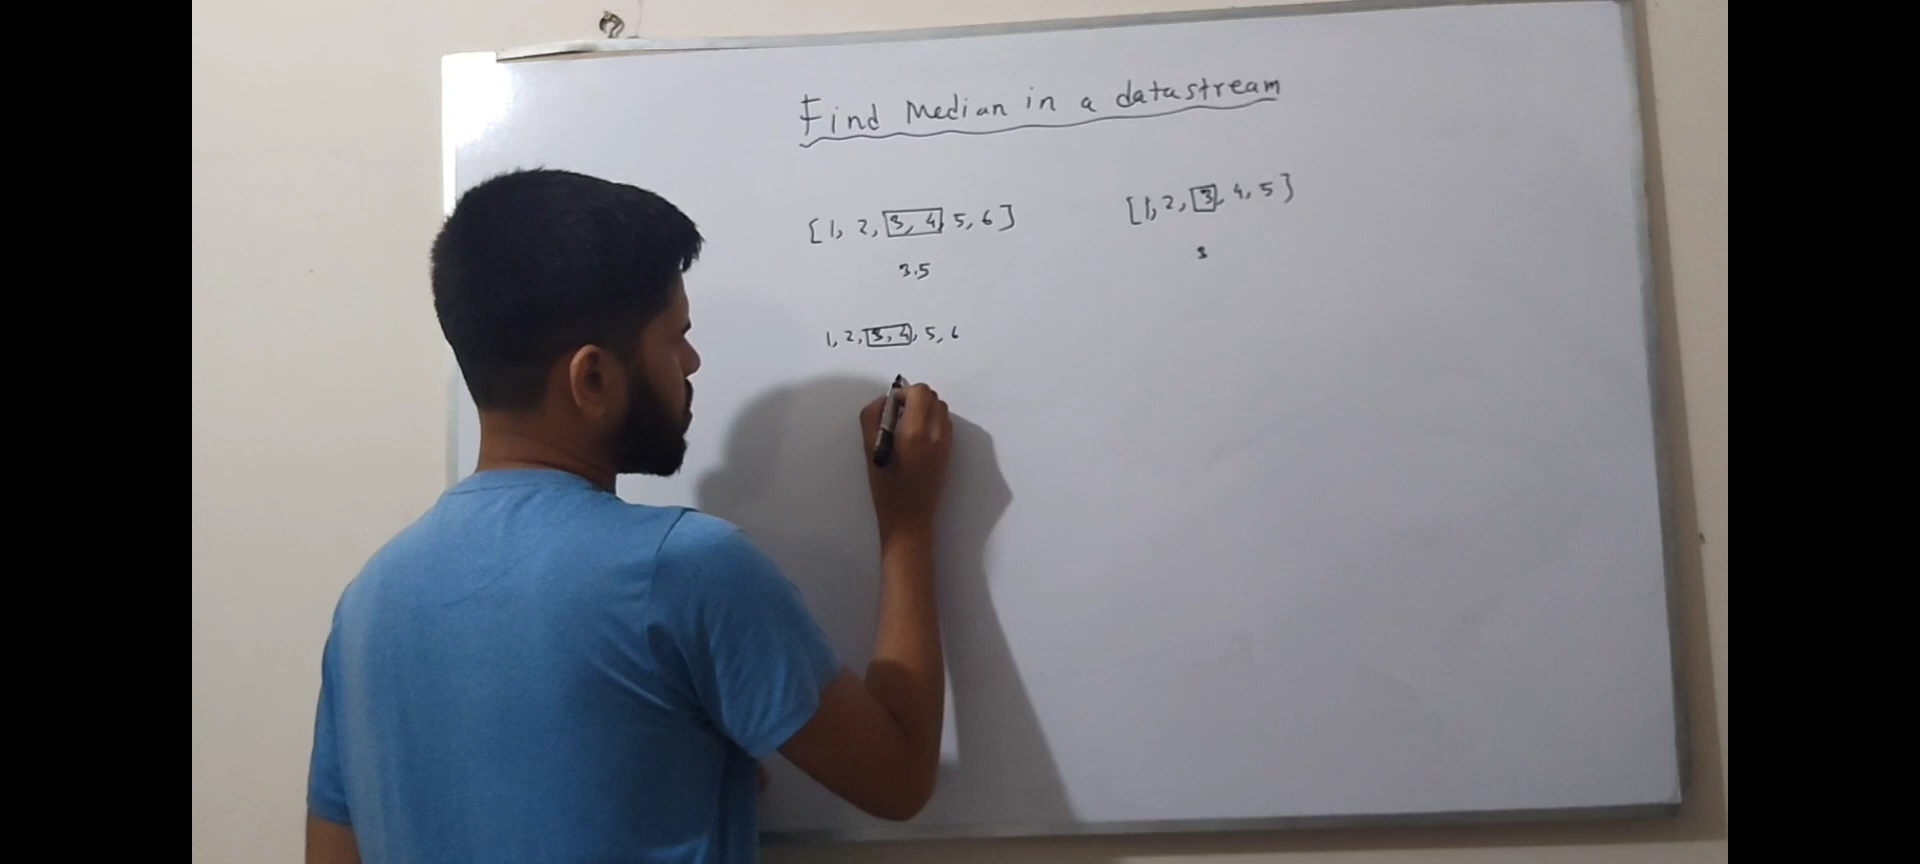 Find Median in a datastream
[1, 2, 3, 4, 5, 6]
[1, 2, 3, 4, 5]
3.5
3
1, 2, 3, 4, 5, 6